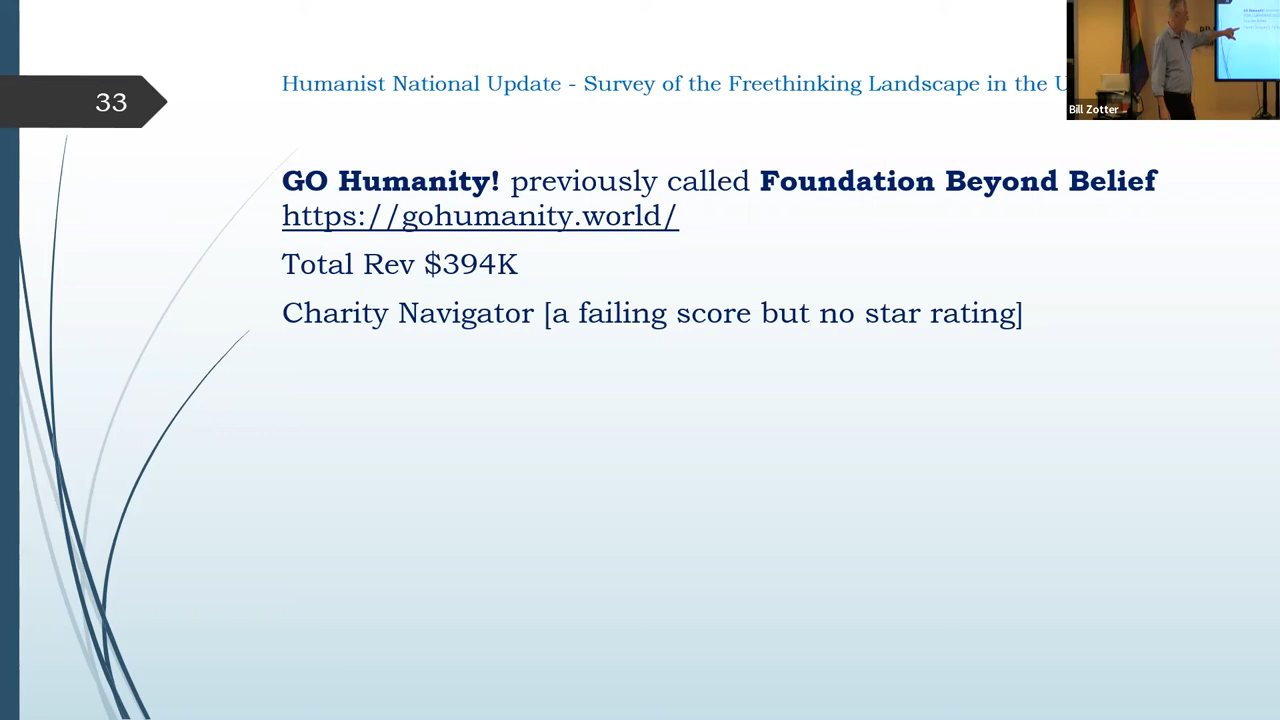 33
Humanist National Update - Survey of the Freethinking Landscape in the U
Bill Zotter
GO Humanity! previously called Foundation Beyond Belief
https://gohumanity.world/
Total Rev $394K
Charity Navigator [a failing score but no star rating]